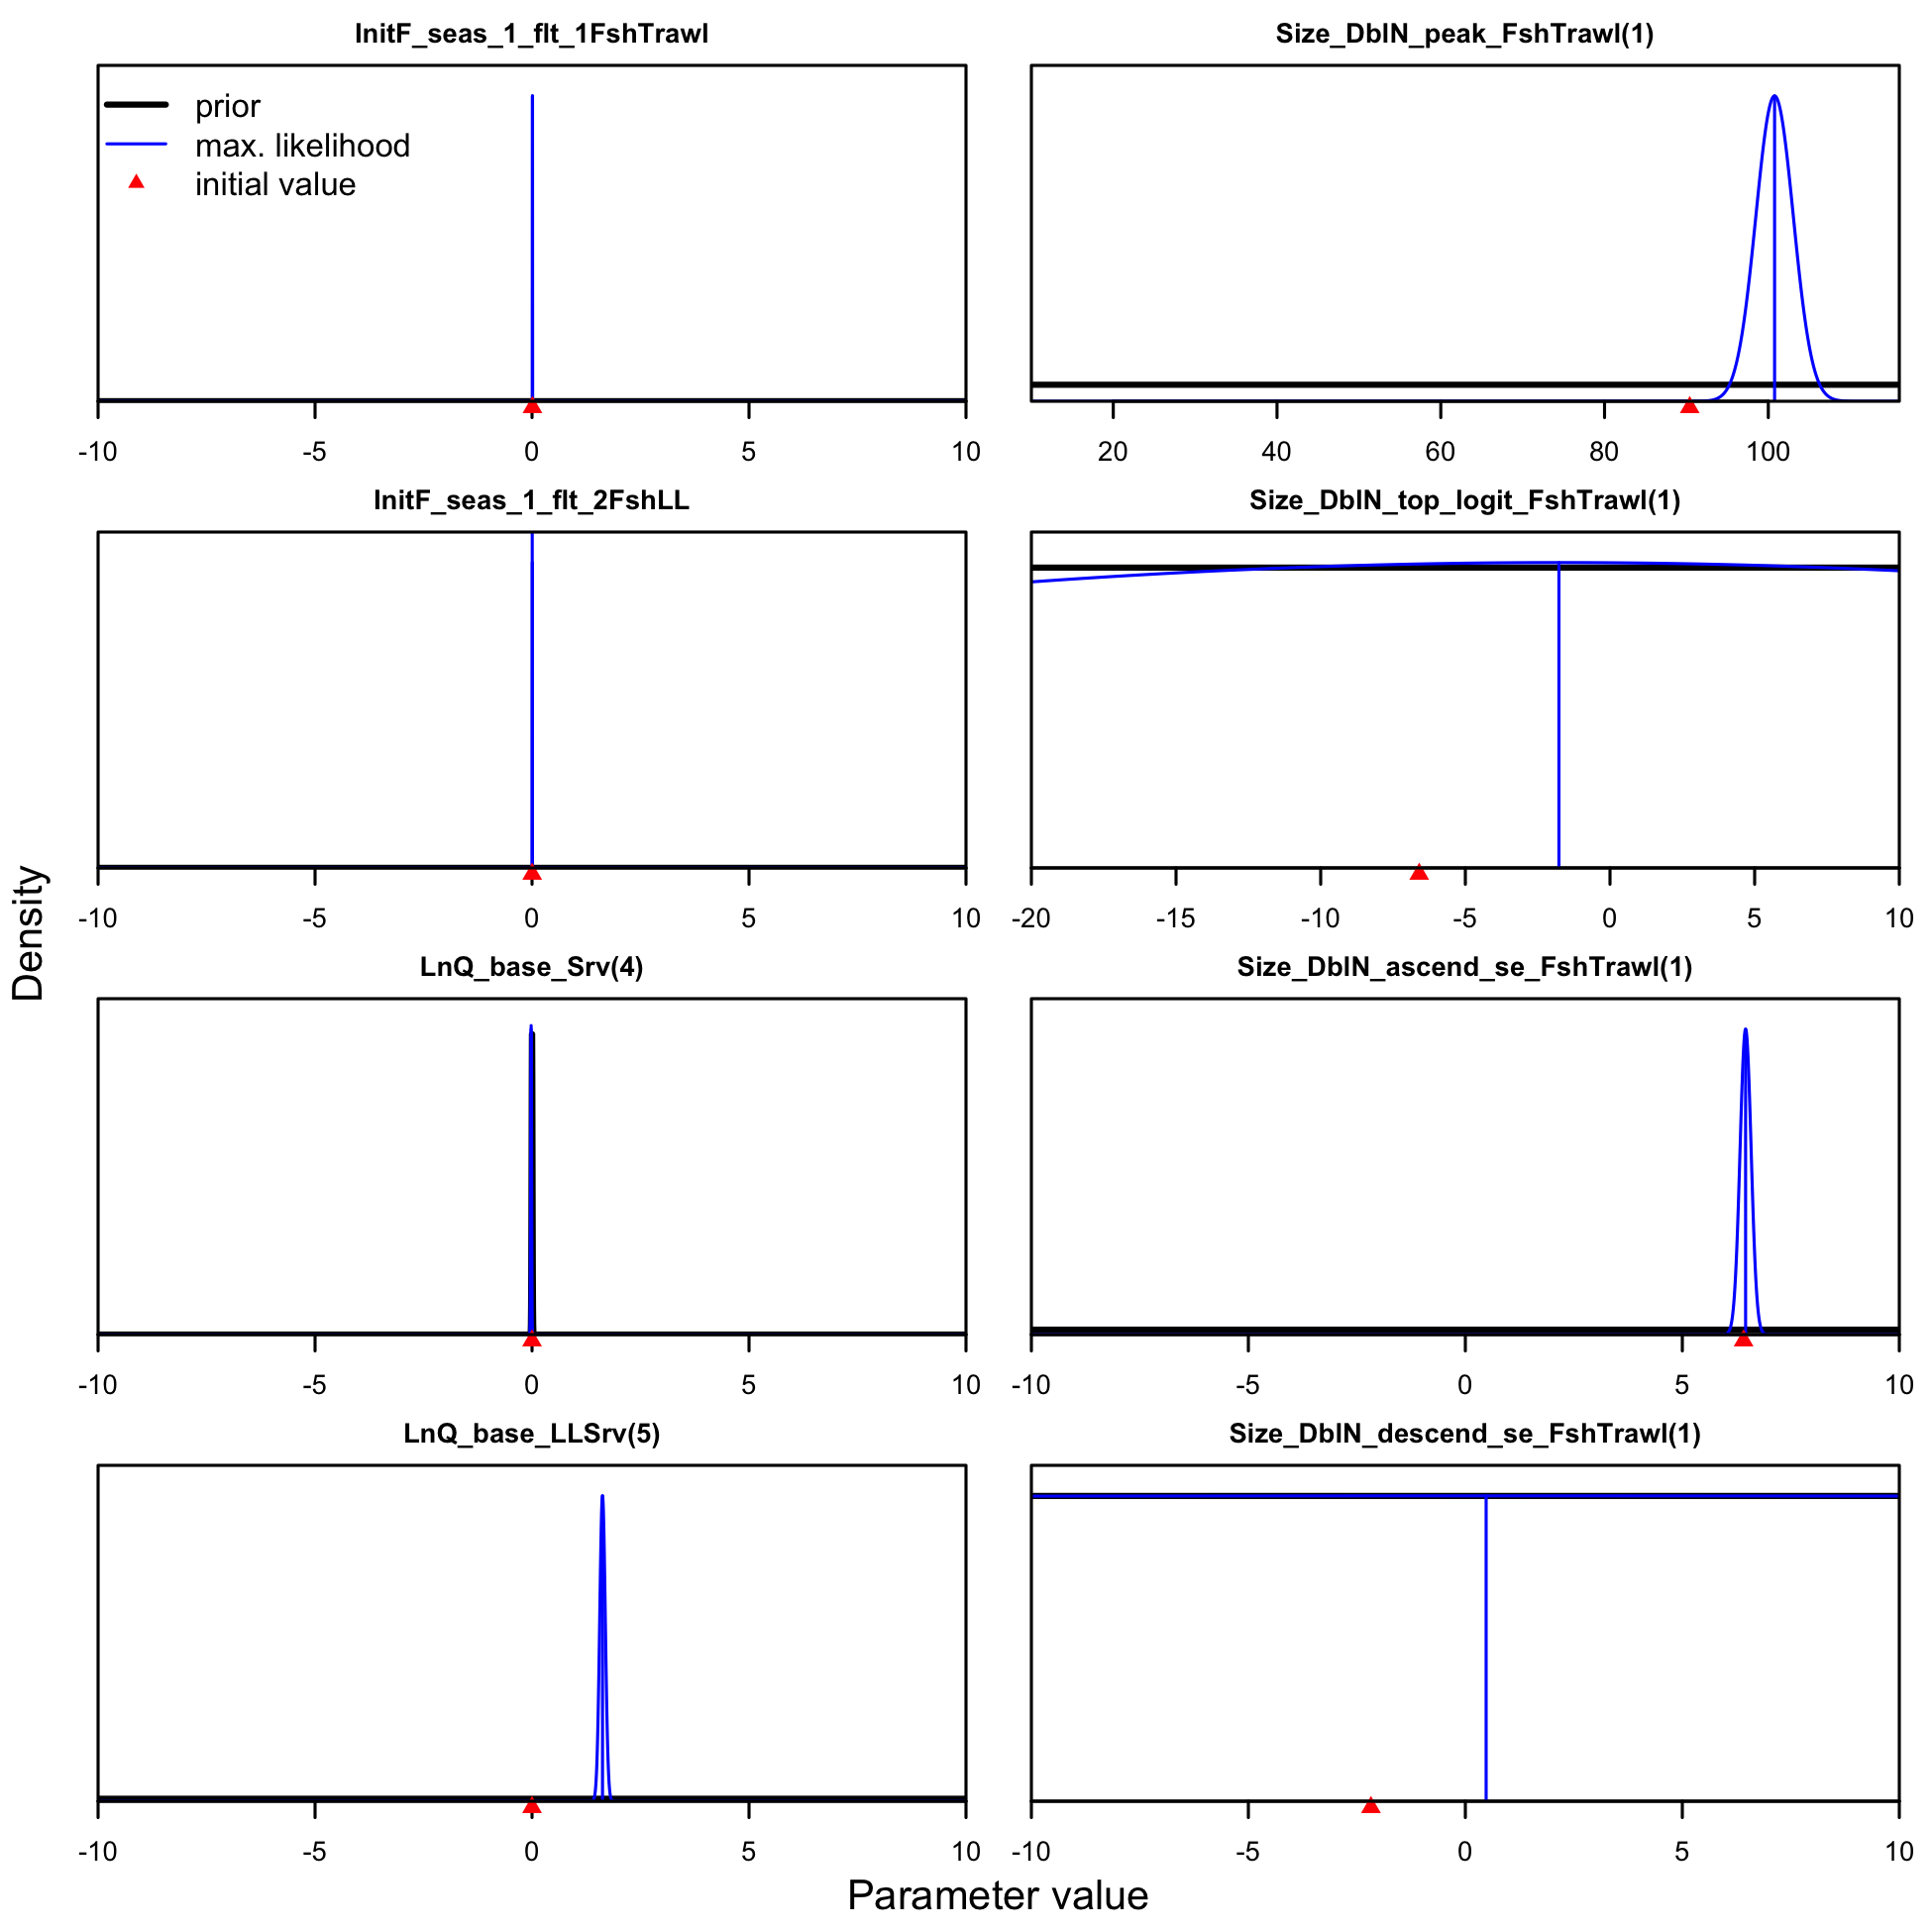 InitF_seas_1_flt_1FshTrawl
prior
max. likelihood
initial value
-10 -5 0 5 10
Size_DblN_peak_FshTrawl(1)
20 40 60 80 100
InitF_seas_1_flt_2FshLL
-10 -5 0 5 10
Size_DblN_top_logit_FshTrawl(1)
-20 -15 -10 -5 0 5 10
Density
LnQ_base_Srv(4)
-10 -5 0 5 10
Size_DblN_ascend_se_FshTrawl(1)
-10 -5 0 5 10
LnQ_base_LLSrv(5)
-10 -5 0 5 10
Size_DblN_descend_se_FshTrawl(1)
-10 -5 0 5 10
Parameter value